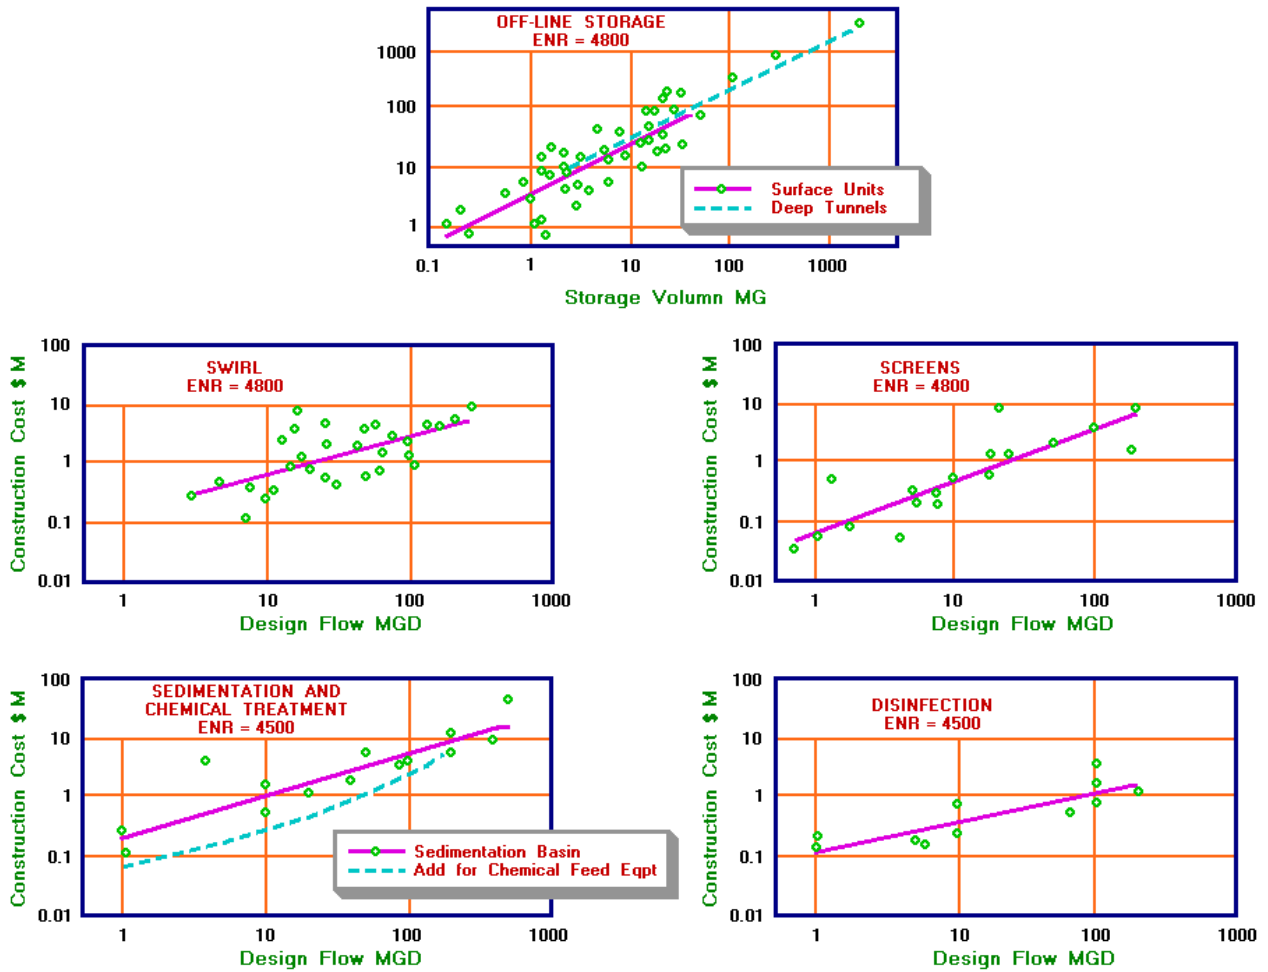 OFF-LINE STORAGE
ENR = 4800
1000
100
10
1
0.1 1 10 100 1000
Storage Volumn MG
Surface Units
Deep Tunnels
Construction Cost $ M
100
10
1
0.1
0.01
SWIRL
ENR = 4800
1 10 100 1000
Design Flow MGD
Construction Cost $ M
100
10
1
0.1
0.01
SCREENS
ENR = 4800
1 10 100 1000
Design Flow MGD
Construction Cost $ M
100
10
1
0.1
0.01
SEDIMENTATION AND
CHEMICAL TREATMENT
ENR = 4500
Sedimentation Basin
Add for Chemical Feed Eqpt
1 10 100 1000
Design Flow MGD
Construction Cost $ M
100
10
1
0.1
0.01
DISINFECTION
ENR = 4500
1 10 100 1000
Design Flow MGD